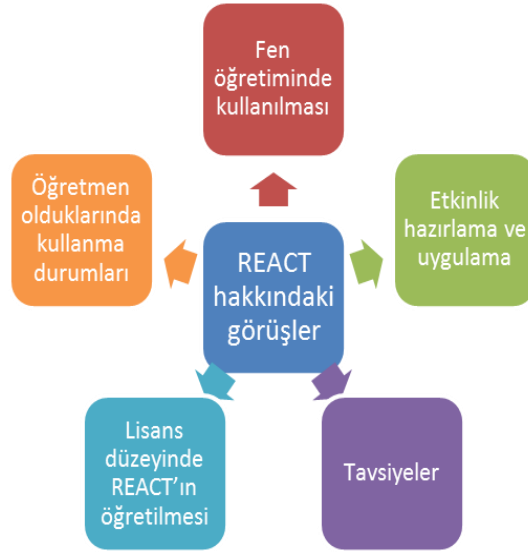 Fen
öğretiminde
kullanılması
Öğretmen
olduklarında
kullanma
durumları
Etkinlik
hazırlama ve
uygulama
REACT
hakkındaki
görüşler
Lisans
düzeyinde
REACT'ın
öğretilmesi
Tavsiyeler